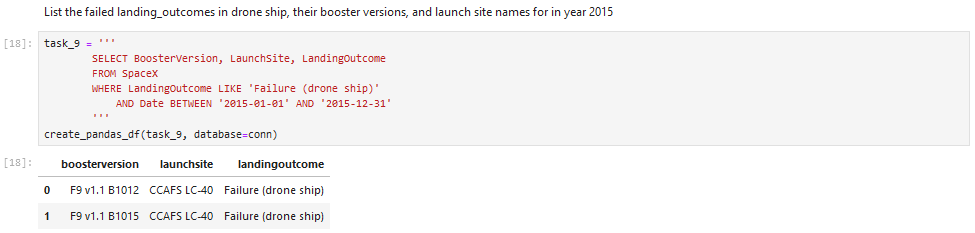 List the failed landing_outcomes in drone ship, their booster versions, and launch site names for in year 2015
[18]: task_9 = '''
SELECT BoosterVersion, LaunchSite, LandingOutcome
FROM SpaceX
WHERE LandingOutcome LIKE 'Failure (drone ship)'
AND Date BETWEEN '2015-01-01' AND '2015-12-31'
'''
create_pandas_df(task_9, database=conn)
[18]: boosterversion launchsite landingoutcome
0 F9 v1.1 B1012 CCAFS LC-40 Failure (drone ship)
1 F9 v1.1 B1015 CCAFS LC-40 Failure (drone ship)